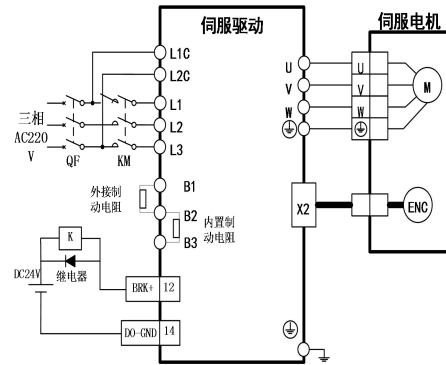 伺服驱动
伺服电机
L1C
L2C
L1
L2
L3
三相
AC220
V
QF
KM
U
V
W
U
V
W
M
外接制
动电阻
B1
B2
B3
内置制
动电阻
X2
ENC
K
DC24V
继电器
BRK+
12
DO-GND
14